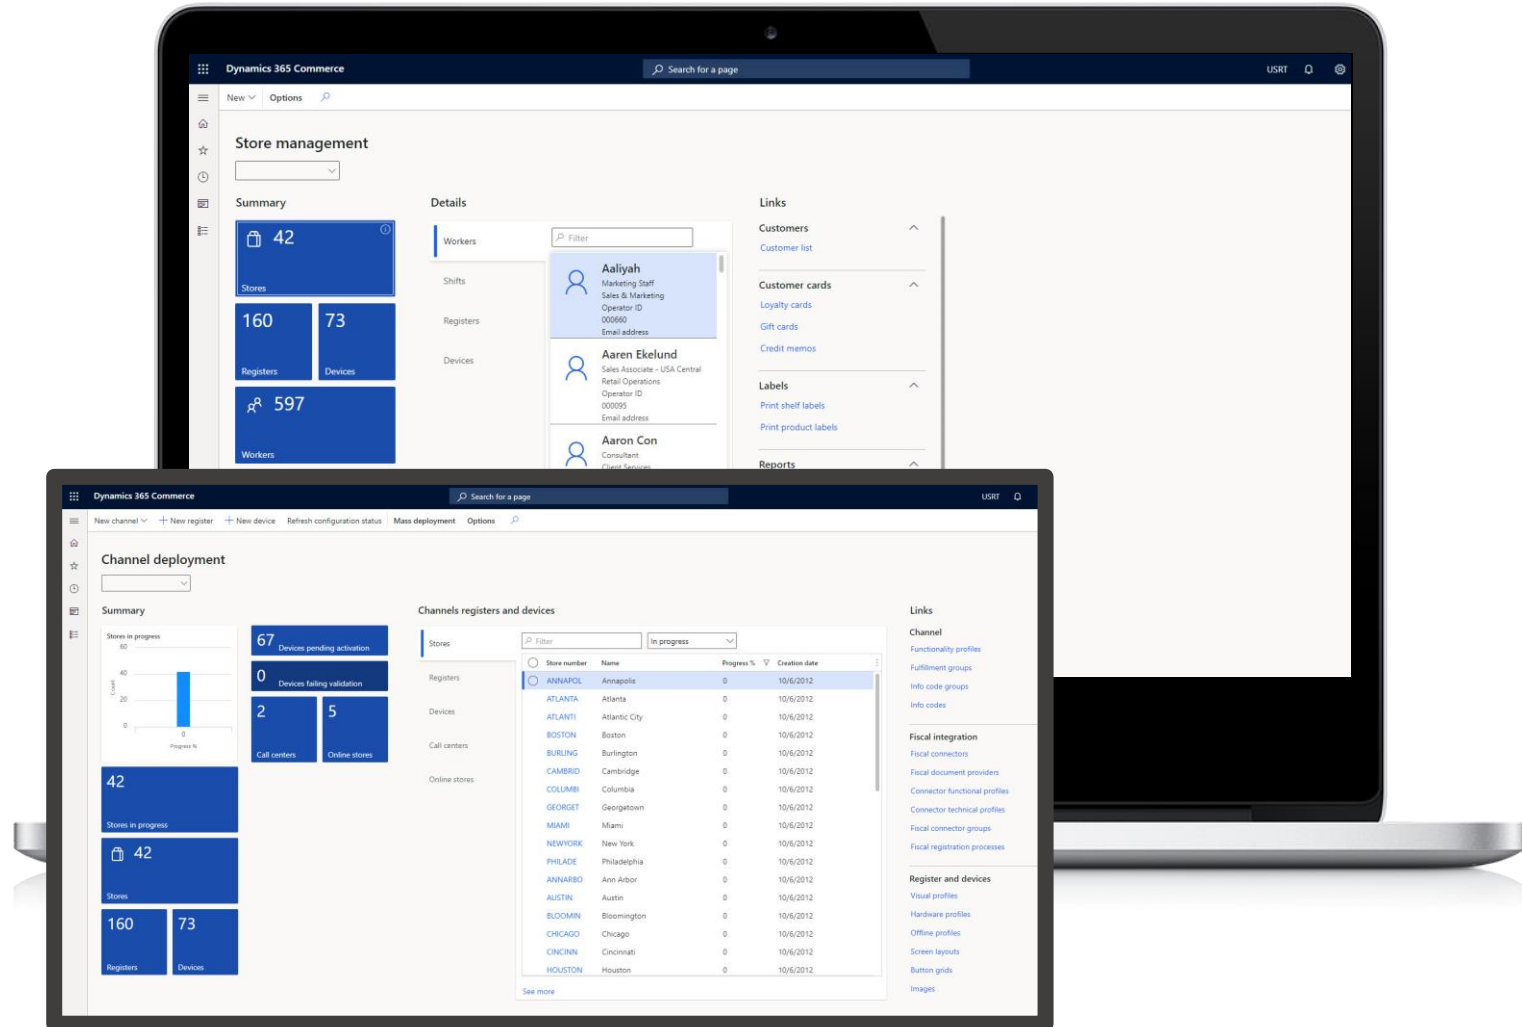 Dynamics 365 Commerce
Search for a page
USRT
New
Options
Store management
Summary
42
Stores
160
Registers
73
Devices
597
Workers
Details
Workers
Shifts
Registers
Devices
Filter
Aaliyah
Marketing Staff
Sales & Marketing
Operator ID
000660
Email address
Aaren Ekelund
Sales Associate - USA Central
Retail Operations
Operator ID
000095
Email address
Aaron Con
Consultant
Client Services
Links
Customers
Customer list
Customer cards
Loyalty cards
Gift cards
Credit memos
Labels
Print shelf labels
Print product labels
Reports
Dynamics 365 Commerce
Search for a page
USRT
New channel
New register
New device
Refresh configuration status
Mass deployment
Options
Channel deployment
Summary
Stores in progress
60
40
20
0
Count
0
Progress %
67
Devices pending activation
0
Devices failing validation
2
Call centers
5
Online stores
42
Stores in progress
42
Stores
160
Registers
73
Devices
Channels registers and devices
Stores
Registers
Devices
Call centers
Online stores
Filter
In progress
Store number Name Progress % Creation date
ANNAPOL Annapolis 0 10/6/2012
ATLANTA Atlanta 0 10/6/2012
ATLANTI Atlantic City 0 10/6/2012
BOSTON Boston 0 10/6/2012
BURLING Burlington 0 10/6/2012
CAMBRID Cambridge 0 10/6/2012
COLUMBI Columbia 0 10/6/2012
GEORGET Georgetown 0 10/6/2012
MIAMI Miami 0 10/6/2012
NEWYORK New York 0 10/6/2012
PHILADE Philadelphia 0 10/6/2012
ANNARBO Ann Arbor 0 10/6/2012
AUSTIN Austin 0 10/6/2012
BLOOMIN Bloomington 0 10/6/2012
CHICAGO Chicago 0 10/6/2012
CINCINN Cincinnati 0 10/6/2012
HOUSTON Houston 0 10/6/2012
See more
Links
Channel
Functionality profiles
Fulfillment groups
Info code groups
Info codes
Fiscal integration
Fiscal connectors
Fiscal document providers
Connector functional profiles
Connector technical profiles
Fiscal connector groups
Fiscal registration processes
Register and devices
Visual profiles
Hardware profiles
Offline profiles
Screen layouts
Button grids
Images